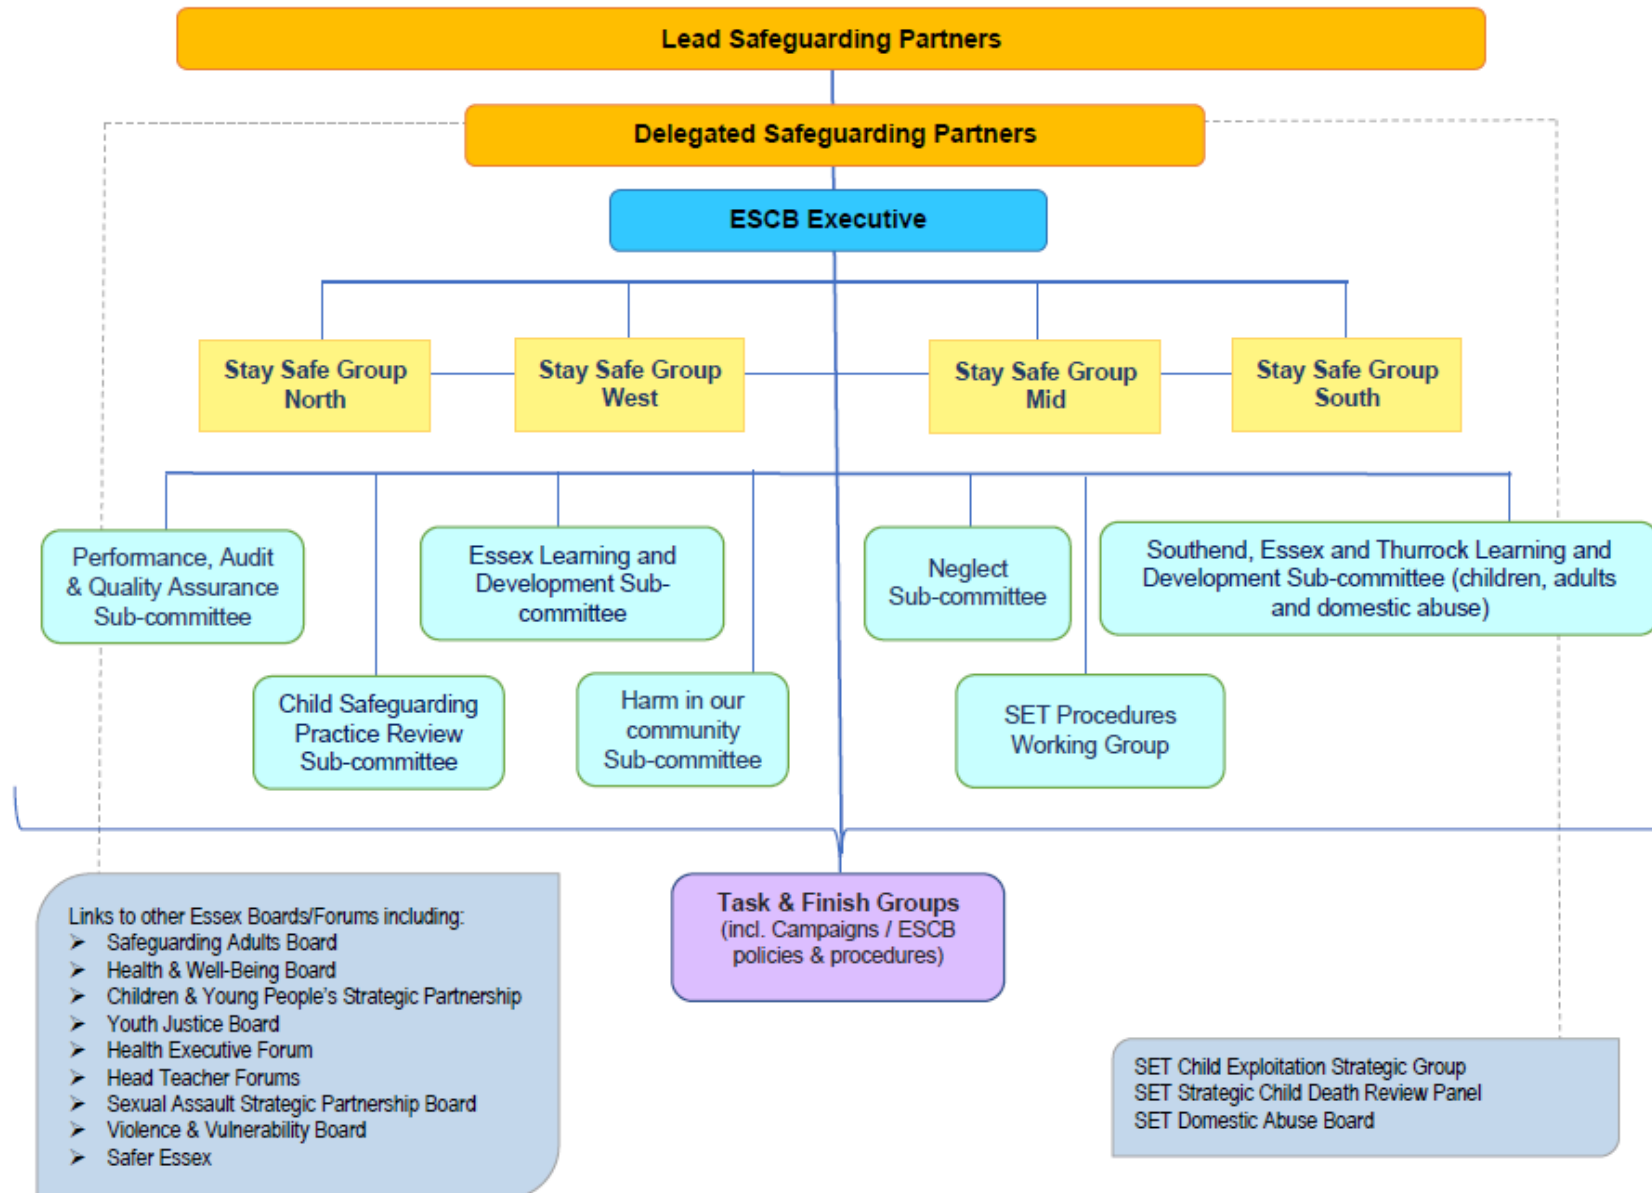 Lead Safeguarding Partners
Delegated Safeguarding Partners
ESCB Executive
Stay Safe Group
North
Stay Safe Group
West
Stay Safe Group
Mid
Stay Safe Group
South
Performance, Audit
& Quality Assurance
Sub-committee
Essex Learning and
Development Sub-
committee
Neglect
Sub-committee
Southend, Essex and Thurrock Learning and
Development Sub-committee (children, adults
and domestic abuse)
Child Safeguarding
Practice Review
Sub-committee
Harm in our
community
Sub-committee
SET Procedures
Working Group
Task & Finish Groups
(incl. Campaigns / ESCB
policies & procedures)
Links to other Essex Boards/Forums including:
➢ Safeguarding Adults Board
➢ Health & Well-Being Board
➢ Children & Young People's Strategic Partnership
➢ Youth Justice Board
➢ Health Executive Forum
➢ Head Teacher Forums
➢ Sexual Assault Strategic Partnership Board
➢ Violence & Vulnerability Board
➢ Safer Essex
SET Child Exploitation Strategic Group
SET Strategic Child Death Review Panel
SET Domestic Abuse Board